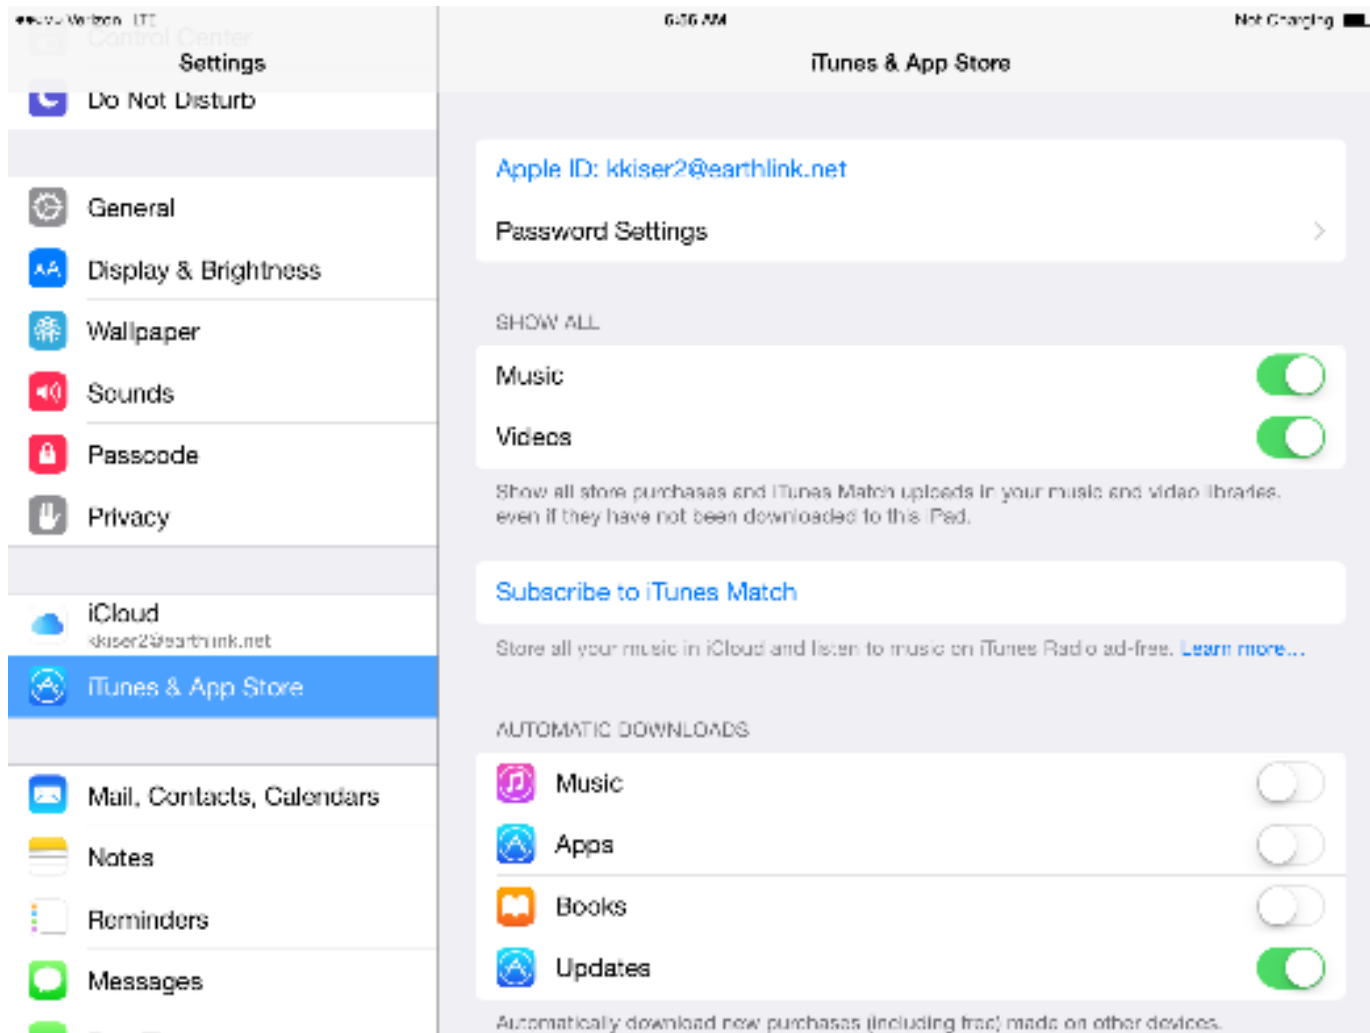 Verizon LTE
6:56 AM
Not Charging
Control Center
Settings
iTunes & App Store
Do Not Disturb
General
Display & Brightness
Wallpaper
Sounds
Passcode
Privacy
iCloud
kkiser2@earthlink.net
iTunes & App Store
Mail, Contacts, Calendars
Notes
Reminders
Messages
Apple ID: kkiser2@earthlink.net
Password Settings
SHOW ALL
Music
Videos
Show all store purchases and iTunes Match uploads in your music and video libraries,
even if they have not been downloaded to this iPad.
Subscribe to iTunes Match
Store all your music in iCloud and listen to music on iTunes Radio ad-free. Learn more...
AUTOMATIC DOWNLOADS
Music
Apps
Books
Updates
Automatically download new purchases (including free) made on other devices.